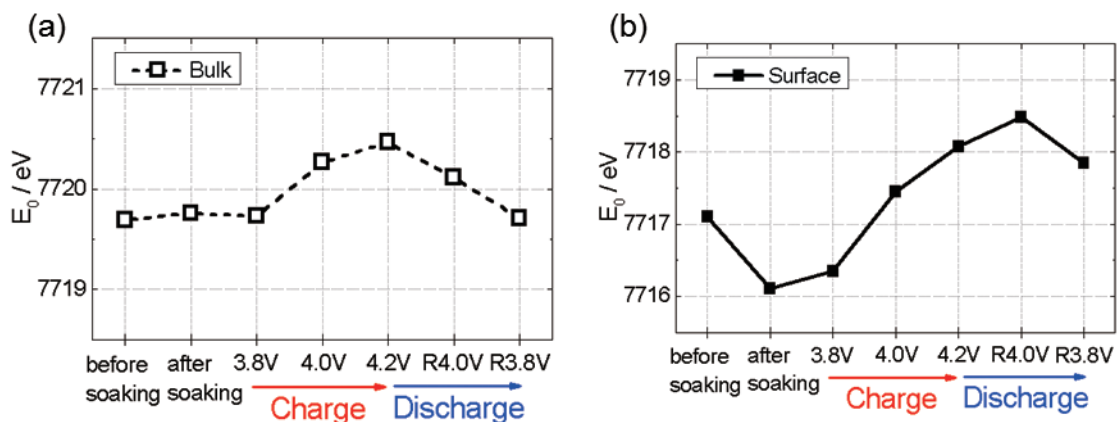 (a)
Bulk
7721
7720
7719
E₀ / eV
before soaking
after soaking
3.8V
4.0V
4.2V
R4.0V
R3.8V
Charge
Discharge
(b)
Surface
7719
7718
7717
7716
E₀ / eV
before soaking
after soaking
3.8V
4.0V
4.2V
R4.0V
R3.8V
Charge
Discharge